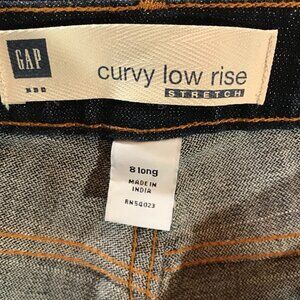 GAP
curvy low rise
STRETCH
8 long
MADE IN
INDIA
RN 54023